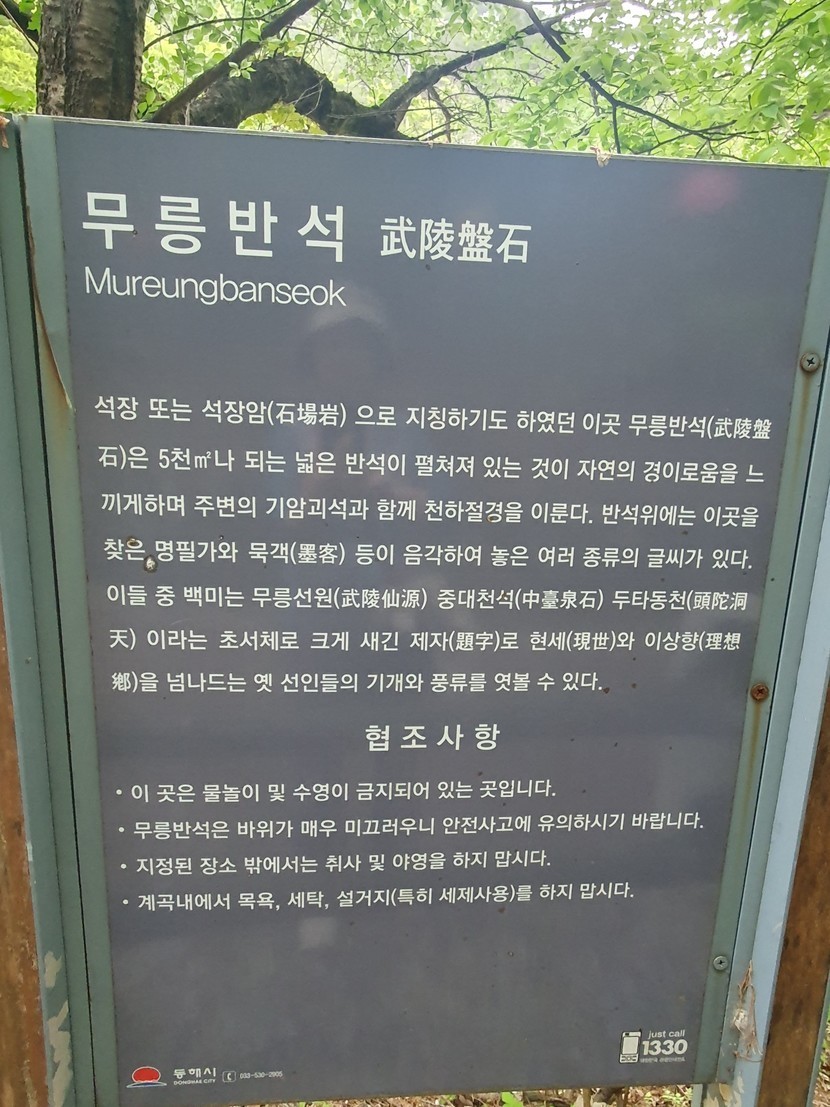 무릉반석 武陵盤石
Mureungbanseok
석장 또는 석장암(石場岩) 으로 지칭하기도 하였던 이곳 무릉반석(武陵盤
石)은 5천㎡나 되는 넓은 반석이 펼쳐져 있는 것이 자연의 경이로움을 느
끼게하며 주변의 기암괴석과 함께 천하절경을 이룬다. 반석위에는 이곳을
찾은 명필가와 묵객(墨客) 등이 음각하여 놓은 여러 종류의 글씨가 있다.
이들 중 백미는 무릉선원(武陵仙源) 중대천석(中臺泉石) 두타동천(頭陀洞
天) 이라는 초서체로 크게 새긴 제자(題字)로 현세(現世)와 이상향(理想
鄕)을 넘나드는 옛 선인들의 기개와 풍류를 엿볼 수 있다.
협조사항
• 이 곳은 물놀이 및 수영이 금지되어 있는 곳입니다.
• 무릉반석은 바위가 매우 미끄러우니 안전사고에 유의하시기 바랍니다.
• 지정된 장소 밖에서는 취사 및 야영을 하지 맙시다.
• 계곡내에서 목욕, 세탁, 설거지(특히 세제사용)를 하지 맙시다.
동해시
DONGHAE CITY
033-530-2905
just call
1330